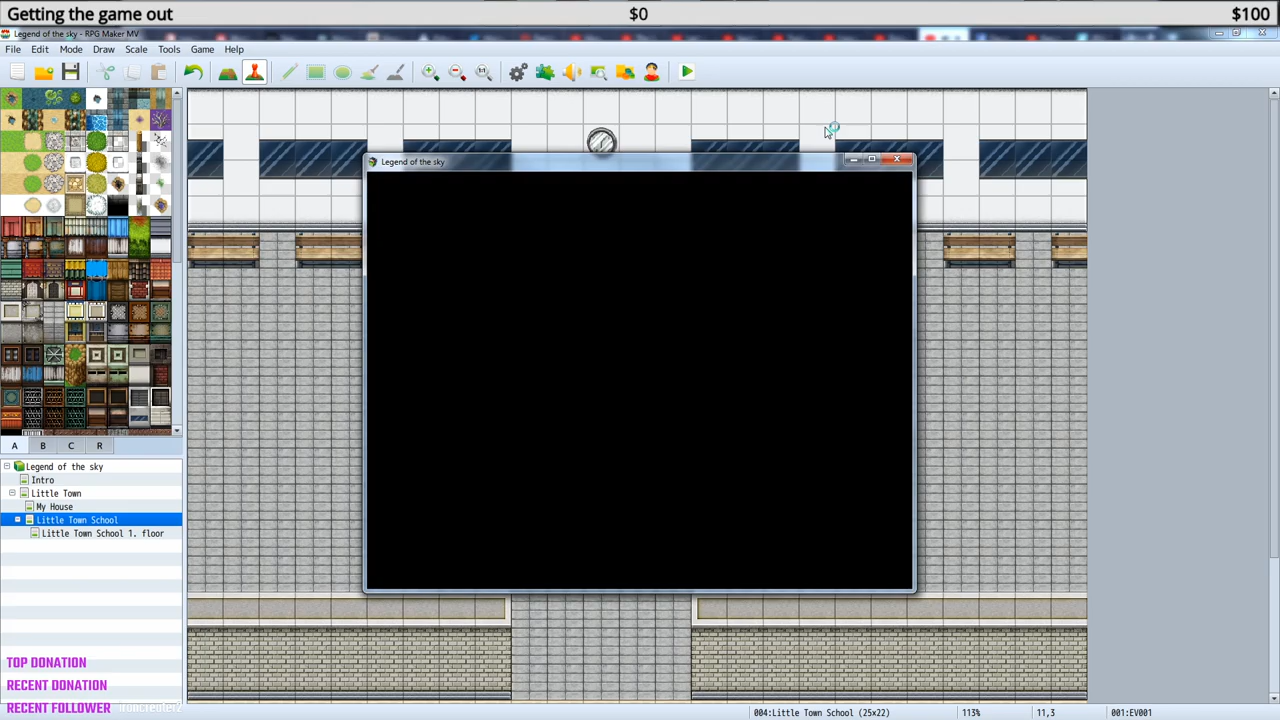 Getting the game out $0 $100
Legend of the sky - RPG Maker MV
File Edit Mode Draw Scale Tools Game Help
Legend of the sky
A B C R
Legend of the sky
Intro
Little Town
My House
Little Town School
Little Town School 1. floor
TOP DONATION
RECENT DONATION
RECENT FOLLOWER ironcreater2
004:Little Town School (25x22) 113% 11,3 001:EV001